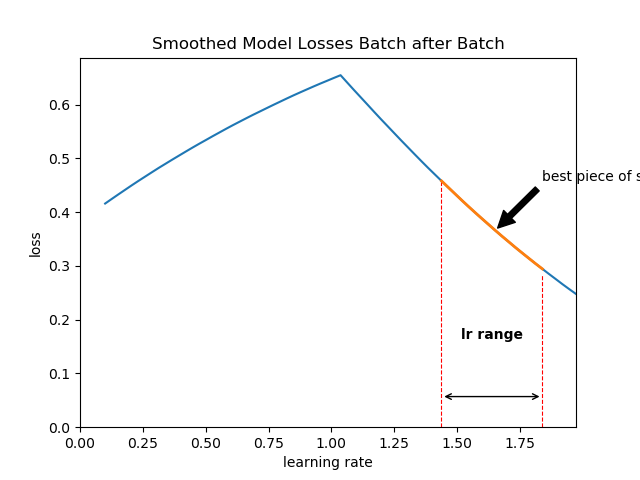 Smoothed Model Losses Batch after Batch
0.6
0.5
0.4
0.3
0.2
0.1
0.0
loss
best piece of s
lr range
0.00 0.25 0.50 0.75 1.00 1.25 1.50 1.75
learning rate